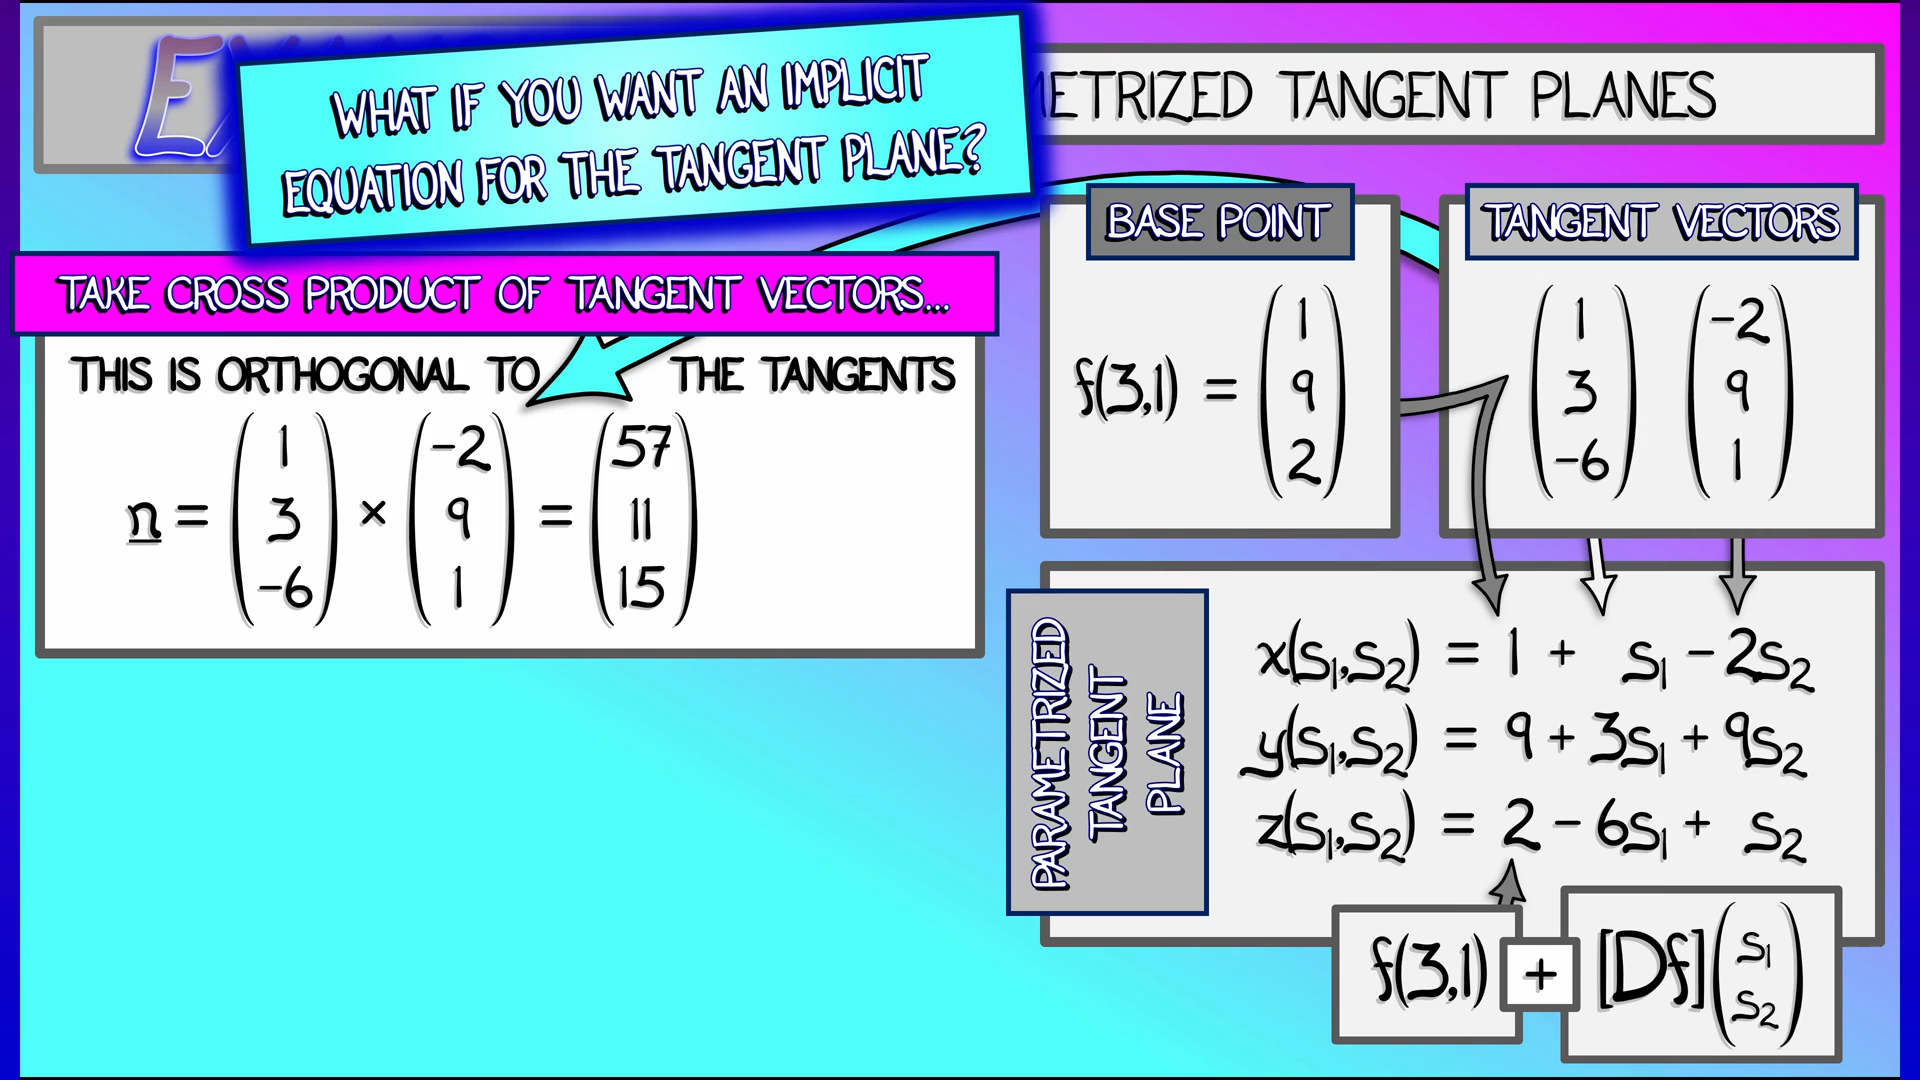 WHAT IF YOU WANT AN IMPLICIT
EQUATION FOR THE TANGENT PLANE?
TANGENT PLANES
TAKE CROSS PRODUCT OF TANGENT VECTORS...
THIS IS ORTHOGONAL TO THE TANGENTS
n = (1 3 -6) × (-2 9 1) = (57 11 15)
BASE POINT
f(3,1) = (1 9 2)
TANGENT VECTORS
(1 3 -6) (-2 9 1)
PARAMETRIZED
TANGENT
PLANE
x(s₁,s₂) = 1 + s₁ - 2s₂
y(s₁,s₂) = 9 + 3s₁ + 9s₂
z(s₁,s₂) = 2 - 6s₁ + s₂
f(3,1) + [Df](s₁ s₂)